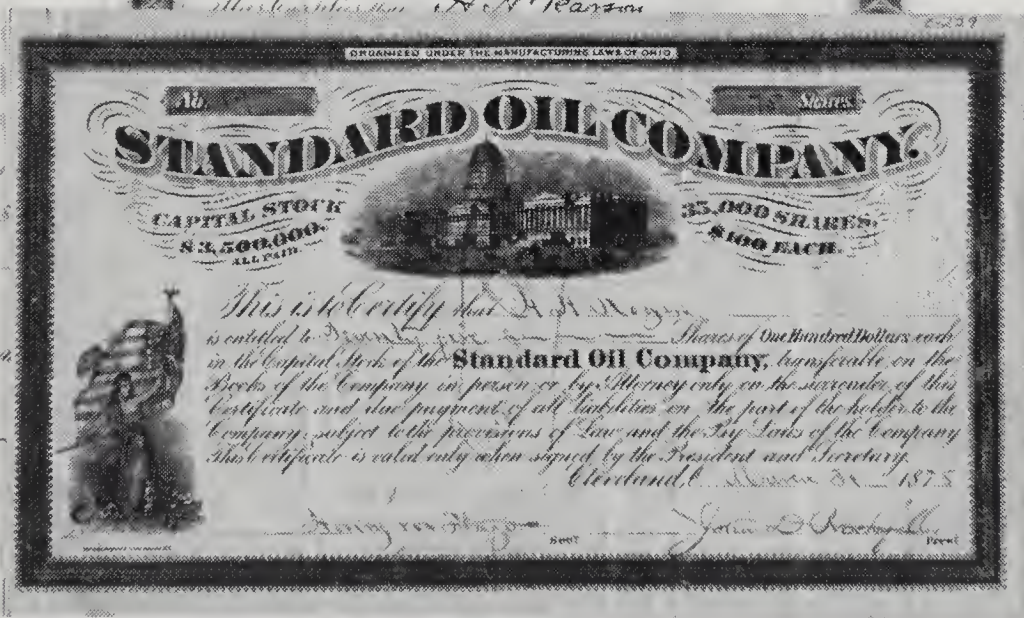 Pearson
ORGANIZED UNDER THE MANUFACTURING LAWS OF OHIO
No.
Shares
STANDARD OIL COMPANY.
CAPITAL STOCK
$3,500,000.
ALL PAID.
35,000 SHARES.
$100 EACH.
This is to Certify that
is entitled to Twenty five Shares of One Hundred Dollars each
in the Capital Stock of the Standard Oil Company, transferable on the
Books of the Company in person or by Attorney only on the surrender of this
Certificate and due payment of all liabilities on the part of the holder to the
Company, subject to the provisions of Law and the By Laws of the Company
This Certificate is valid only when signed by the President and Secretary.
Cleveland, O. 1875
Secy
Prest